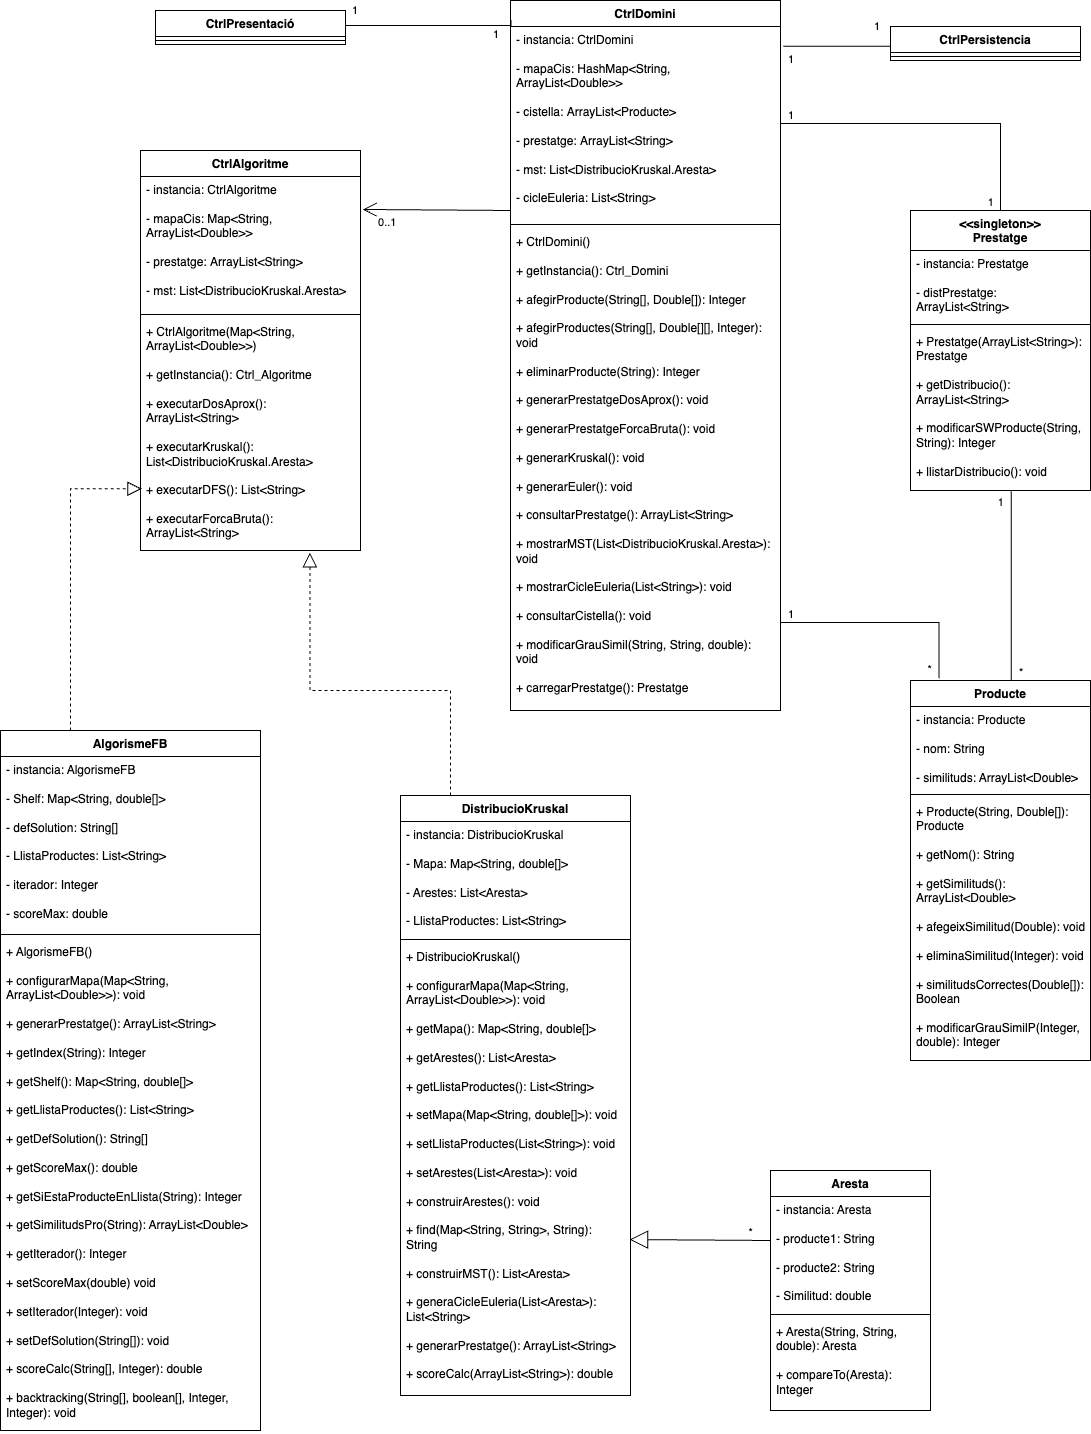 CtrlPresentació
1
1
CtrlDomini
- instancia: CtrlDomini
- mapaCis: HashMap<String,
ArrayList<Double>>
- cistella: ArrayList<Producte>
- prestatge: ArrayList<String>
- mst: List<DistribucioKruskal.Aresta>
- cicleEuleria: List<String>
+ CtrlDomini()
+ getInstancia(): Ctrl_Domini
+ afegirProducte(String[], Double[]): Integer
+ afegirProductes(String[], Double[][], Integer):
void
+ eliminarProducte(String): Integer
+ generarPrestatgeDosAprox(): void
+ generarPrestatgeForcaBruta(): void
+ generarKruskal(): void
+ generarEuler(): void
+ consultarPrestatge(): ArrayList<String>
+ mostrarMST(List<DistribucioKruskal.Aresta>):
void
+ mostrarCicleEuleria(List<String>): void
+ consultarCistella(): void
+ modificarGrauSimil(String, String, double):
void
+ carregarPrestatge(): Prestatge
1
1
CtrlPersistencia
1
1
<<singleton>>
Prestatge
- instancia: Prestatge
- distPrestatge:
ArrayList<String>
+ Prestatge(ArrayList<String>):
Prestatge
+ getDistribucio():
ArrayList<String>
+ modificarSWProducte(String,
String): Integer
+ llistarDistribucio(): void
1
*
1
*
Producte
- instancia: Producte
- nom: String
- similituds: ArrayList<Double>
+ Producte(String, Double[]):
Producte
+ getNom(): String
+ getSimilituds():
ArrayList<Double>
+ afegeixSimilitud(Double): void
+ eliminaSimilitud(Integer): void
+ similitudsCorrectes(Double[]):
Boolean
+ modificarGrauSimilP(Integer,
double): Integer
0..1
CtrlAlgoritme
- instancia: CtrlAlgoritme
- mapaCis: Map<String,
ArrayList<Double>>
- prestatge: ArrayList<String>
- mst: List<DistribucioKruskal.Aresta>
+ CtrlAlgoritme(Map<String,
ArrayList<Double>>)
+ getInstancia(): Ctrl_Algoritme
+ executarDosAprox():
ArrayList<String>
+ executarKruskal():
List<DistribucioKruskal.Aresta>
+ executarDFS(): List<String>
+ executarForcaBruta():
ArrayList<String>
AlgorismeFB
- instancia: AlgorismeFB
- Shelf: Map<String, double[]>
- defSolution: String[]
- LlistaProductes: List<String>
- iterador: Integer
- scoreMax: double
+ AlgorismeFB()
+ configurarMapa(Map<String,
ArrayList<Double>>): void
+ generarPrestatge(): ArrayList<String>
+ getIndex(String): Integer
+ getShelf(): Map<String, double[]>
+ getLlistaProductes(): List<String>
+ getDefSolution(): String[]
+ getScoreMax(): double
+ getSiEstaProducteEnLlista(String): Integer
+ getSimilitudsPro(String): ArrayList<Double>
+ getIterador(): Integer
+ setScoreMax(double) void
+ setIterador(Integer): void
+ setDefSolution(String[]): void
+ scoreCalc(String[], Integer): double
+ backtracking(String[], boolean[], Integer,
Integer): void
DistribucioKruskal
- instancia: DistribucioKruskal
- Mapa: Map<String, double[]>
- Arestes: List<Aresta>
- LlistaProductes: List<String>
+ DistribucioKruskal()
+ configurarMapa(Map<String,
ArrayList<Double>>): void
+ getMapa(): Map<String, double[]>
+ getArestes(): List<Aresta>
+ getLlistaProductes(): List<String>
+ setMapa(Map<String, double[]>): void
+ setLlistaProductes(List<String>): void
+ setArestes(List<Aresta>): void
+ construirArestes(): void
+ find(Map<String, String>, String):
String
+ construirMST(): List<Aresta>
+ generaCicleEuleria(List<Aresta>):
List<String>
+ generarPrestatge(): ArrayList<String>
+ scoreCalc(ArrayList<String>): double
*
Aresta
- instancia: Aresta
- producte1: String
- producte2: String
- Similitud: double
+ Aresta(String, String,
double): Aresta
+ compareTo(Aresta):
Integer